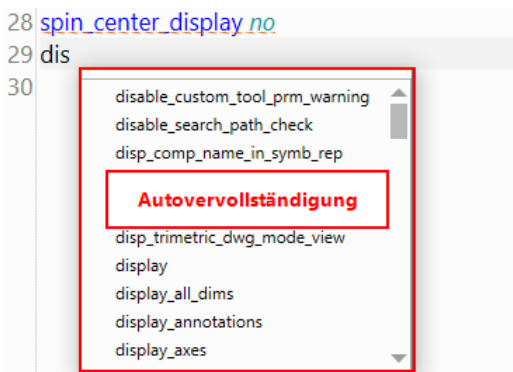 28 spin_center_display no
29 dis
30
disable_custom_tool_prm_warning
disable_search_path_check
disp_comp_name_in_symb_rep
Autovervollständigung
disp_trimetric_dwg_mode_view
display
display_all_dims
display_annotations
display_axes